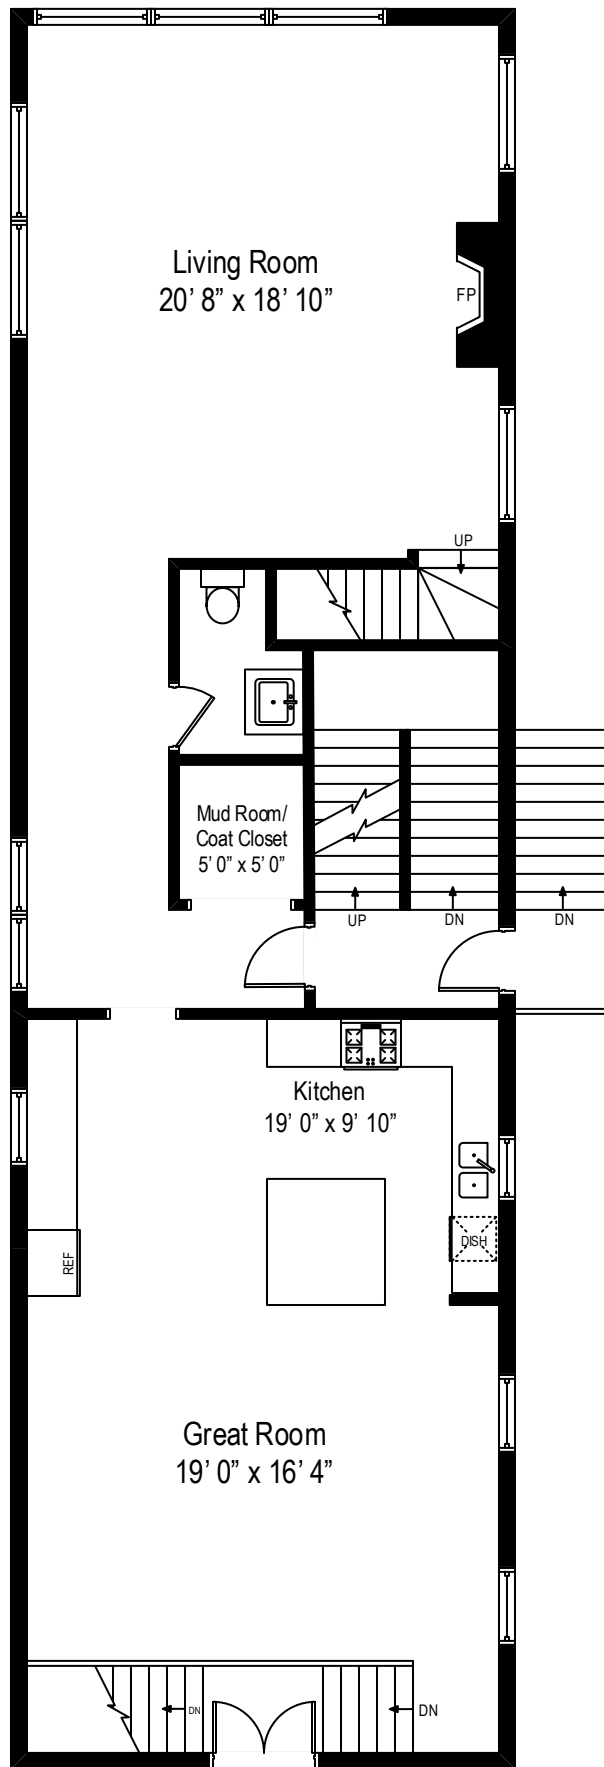 Living Room
20’ 8” x 18’ 10”
FP
UP
Mud Room/
Coat Closet
5’ 0” x 5’ 0”
UP
DN
DN
Kitchen
19’ 0” x 9’ 10”
DISH
REF
Great Room
19’ 0” x 16’ 4”
DN
DN